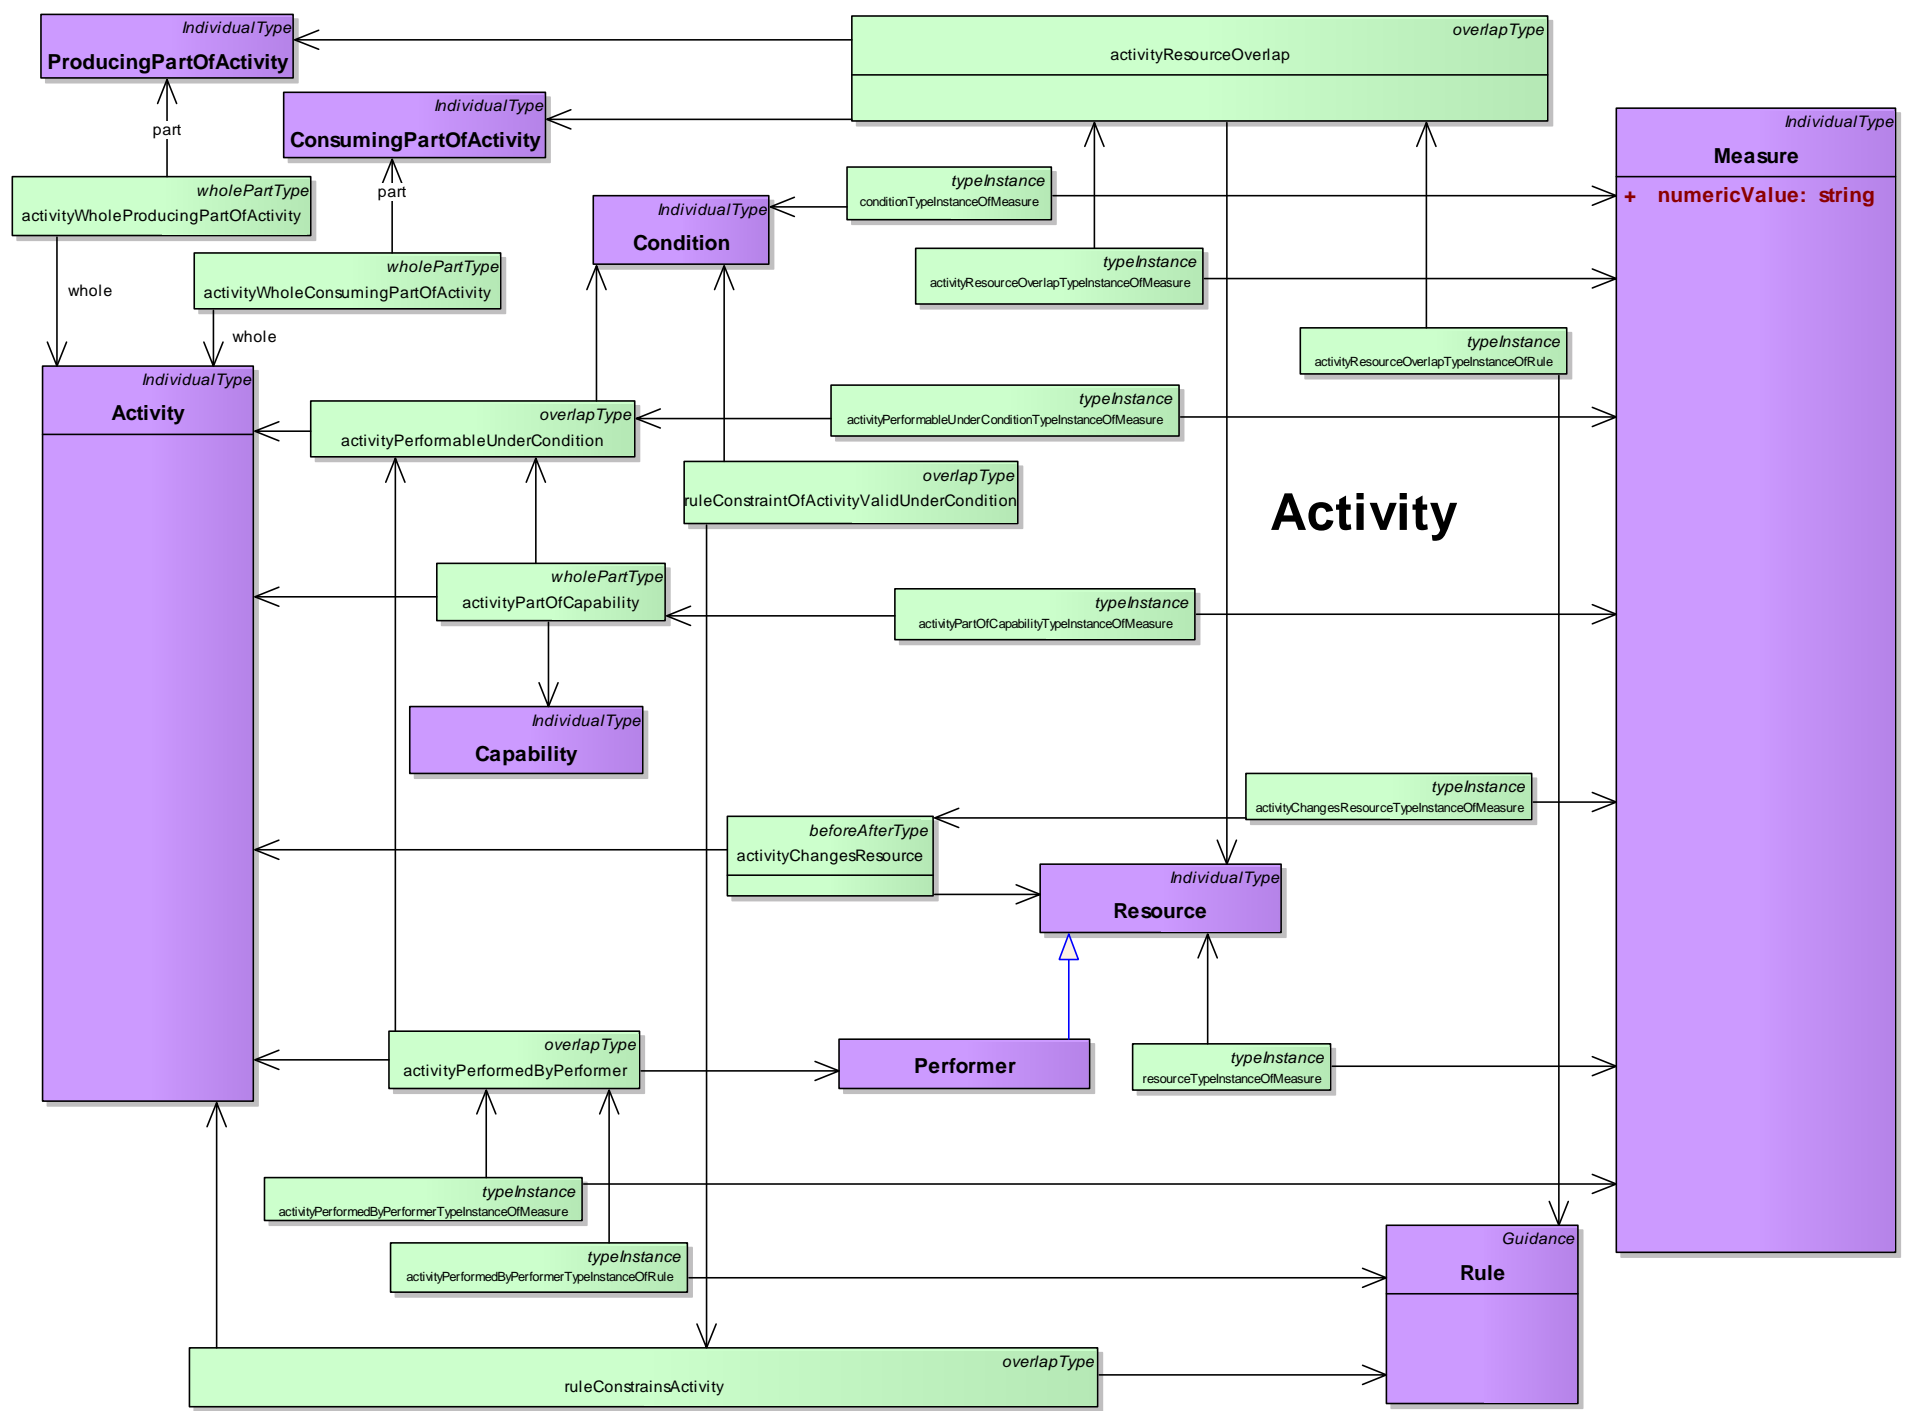 IndividualType
ProducingPartOfActivity
overlapType
activityResourceOverlap
IndividualType
ConsumingPartOfActivity
IndividualType
Measure
+ numericValue: string
part
part
wholePartType
activityWholeProducingPartOfActivity
typeInstance
conditionTypeInstanceOfMeasure
IndividualType
Condition
wholePartType
activityWholeConsumingPartOfActivity
typeInstance
activityResourceOverlapTypeInstanceOfMeasure
whole
whole
typeInstance
activityResourceOverlapTypeInstanceOfRule
IndividualType
Activity
overlapType
activityPerformableUnderCondition
typeInstance
activityPerformableUnderConditionTypeInstanceOfMeasure
overlapType
ruleConstraintOfActivityValidUnderCondition
Activity
wholePartType
activityPartOfCapability
typeInstance
activityPartOfCapabilityTypeInstanceOfMeasure
IndividualType
Capability
typeInstance
activityChangesResourceTypeInstanceOfMeasure
beforeAfterType
activityChangesResource
IndividualType
Resource
overlapType
activityPerformedByPerformer
Performer
typeInstance
resourceTypeInstanceOfMeasure
typeInstance
activityPerformedByPerformerTypeInstanceOfMeasure
typeInstance
activityPerformedByPerformerTypeInstanceOfRule
Guidance
Rule
overlapType
ruleConstrainsActivity